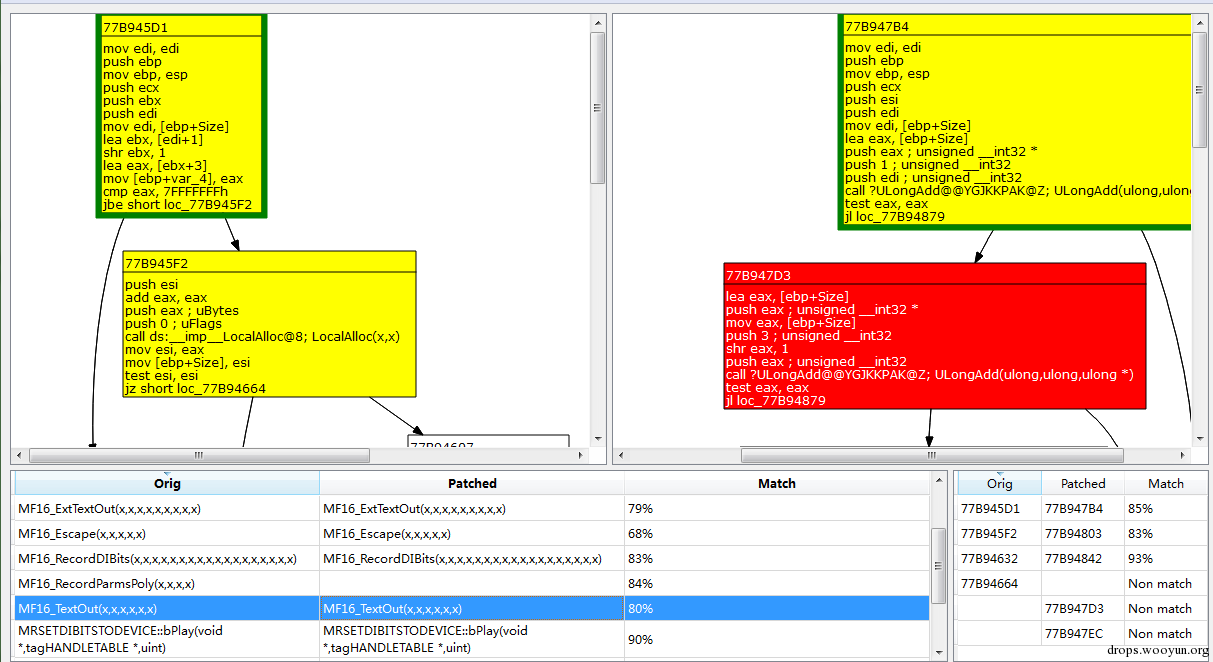 77B945D1
mov edi, edi
push ebp
mov ebp, esp
push ecx
push ebx
push edi
mov edi, [ebp+Size]
lea ebx, [edi+1]
shr ebx, 1
lea eax, [ebx+3]
mov [ebp+var_4], eax
cmp eax, 7FFFFFFFh
jbe short loc_77B945F2
77B945F2
push esi
add eax, eax
push eax ; uBytes
push 0 ; uFlags
call ds:__imp__LocalAlloc@8; LocalAlloc(x,x)
mov esi, eax
mov [ebp+Size], esi
test esi, esi
jz short loc_77B94664
77B947B4
mov edi, edi
push ebp
mov ebp, esp
push ecx
push esi
push edi
mov edi, [ebp+Size]
lea eax, [ebp+Size]
push eax ; unsigned __int32 *
push 1 ; unsigned __int32
push edi ; unsigned __int32
call ?ULongAdd@@YGJKKPAK@Z; ULongAdd(ulong,ulon
test eax, eax
jl loc_77B94879
77B947D3
lea eax, [ebp+Size]
push eax ; unsigned __int32 *
mov eax, [ebp+Size]
push 3 ; unsigned __int32
shr eax, 1
push eax ; unsigned __int32
call ?ULongAdd@@YGJKKPAK@Z; ULongAdd(ulong,ulong,ulong *)
test eax, eax
jl loc_77B94879
Orig Patched Match
MF16_ExtTextOut(x,x,x,x,x,x,x,x,x) MF16_ExtTextOut(x,x,x,x,x,x,x,x,x) 79%
MF16_Escape(x,x,x,x,x) MF16_Escape(x,x,x,x,x) 68%
MF16_RecordDIBits(x,x,x,x,x,x,x,x,x,x,x,x,x,x,x,x,x) MF16_RecordDIBits(x,x,x,x,x,x,x,x,x,x,x,x,x,x,x,x,x) 83%
MF16_RecordParmsPoly(x,x,x,x) 84%
MF16_TextOut(x,x,x,x,x,x) MF16_TextOut(x,x,x,x,x,x) 80%
MRSETDIBITSTODEVICE::bPlay(void MRSETDIBITSTODEVICE::bPlay(void 90%
*,tagHANDLETABLE *,uint) *,tagHANDLETABLE *,uint)
Orig Patched Match
77B945D1 77B947B4 85%
77B945F2 77B94803 83%
77B94632 77B94842 93%
77B94664 Non match
77B947D3 Non match
77B947EC Non match
drops.wooyun.org